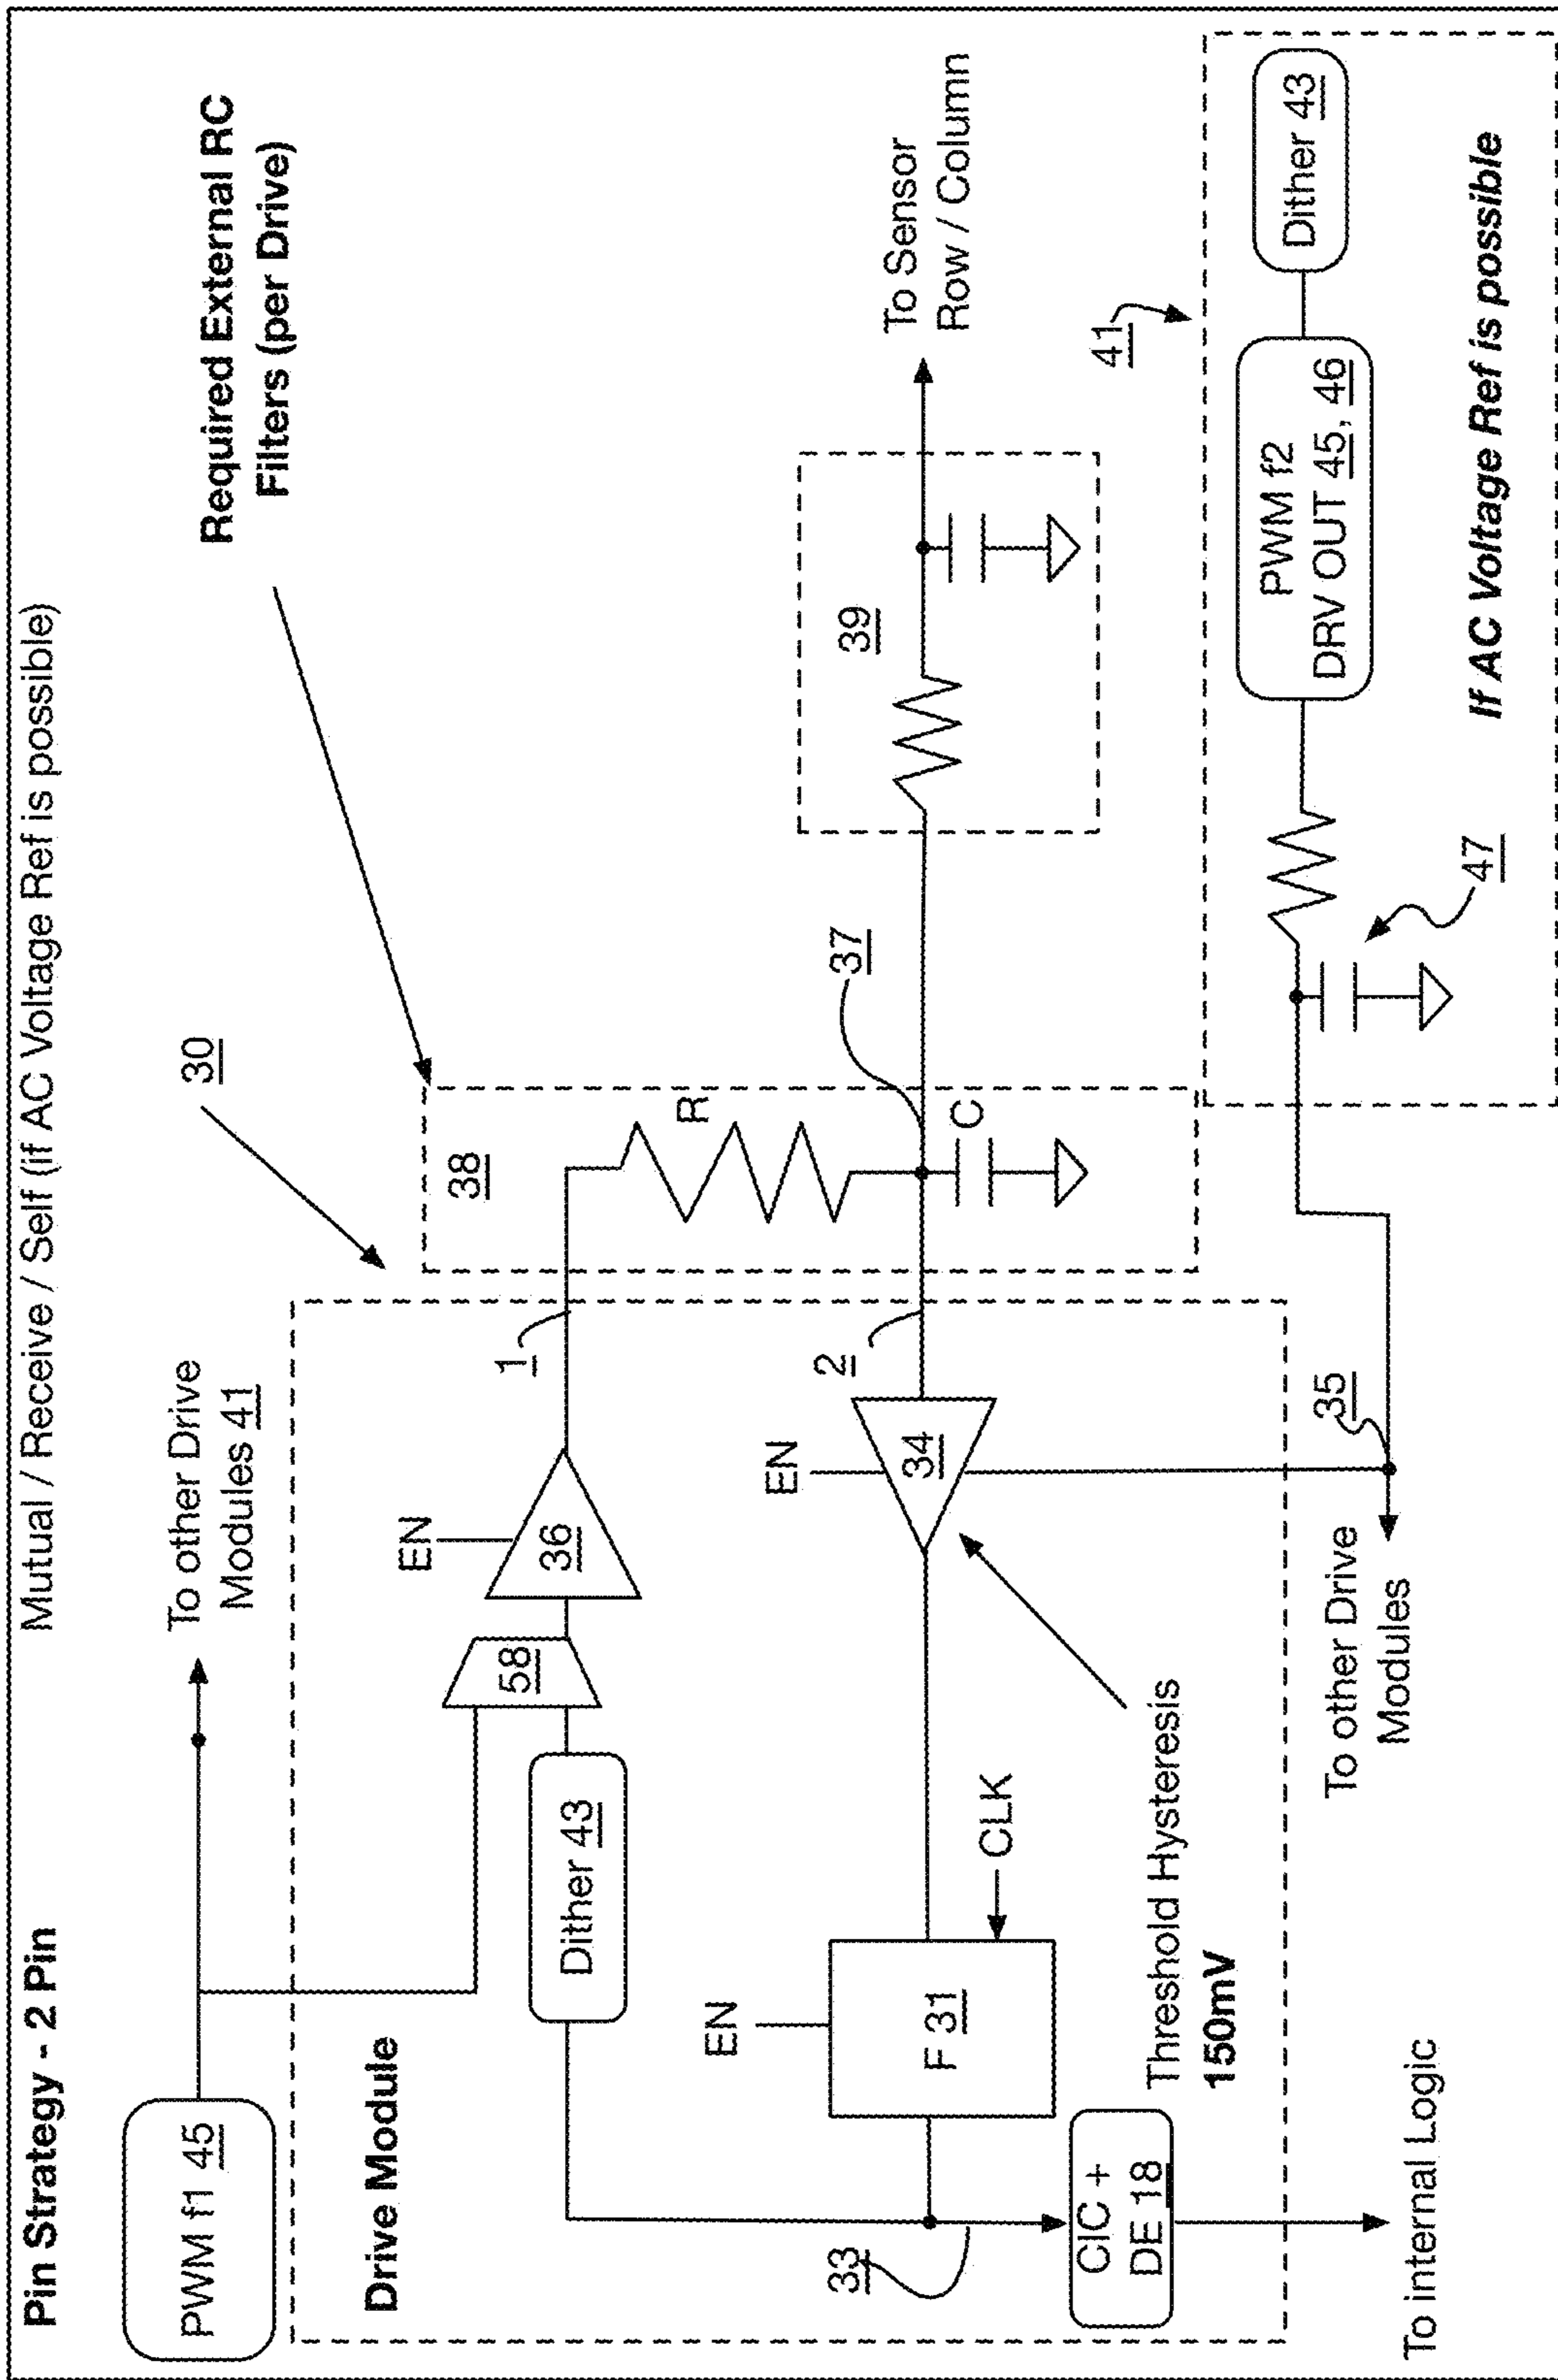 Pin Strategy - 2 Pin
Mutual / Receive / Self (if AC Voltage Ref is possible)
PWM f1 45
To other Drive
Modules 41
30
Required External RC
Filters (per Drive)
Drive Module
EN
58
36
1
38
R
Dither 43
EN
EN
34
2
37
C
39
To Sensor
Row / Column
F 31
CLK
33
CIC +
DE 18
Threshold Hysteresis
150mV
41
35
To other Drive
Modules
47
PWM f2
DRV OUT 45, 46
Dither 43
If AC Voltage Ref is possible
To internal Logic